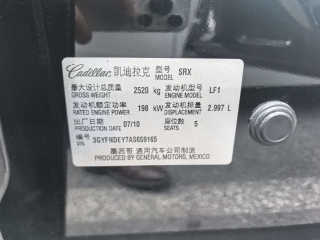 Cadillac 凯迪拉克 型号 SRX
MODEL
最大设计总质量 2520 kg 发动机型号 LF1
GROSS WEIGHT ENGINE MODEL
发动机额定功率 198 kW 发动机排量 2.997 L
RATED ENGINE POWER DISPLACEMENT
出厂日期 07/10 座位数 5
PRODUCTION DATE SEATS
编号 3GYFNDEY7AS659165
VIN
墨西哥 通用汽车公司制造
PRODUCED BY GENERAL MOTORS, MEXICO